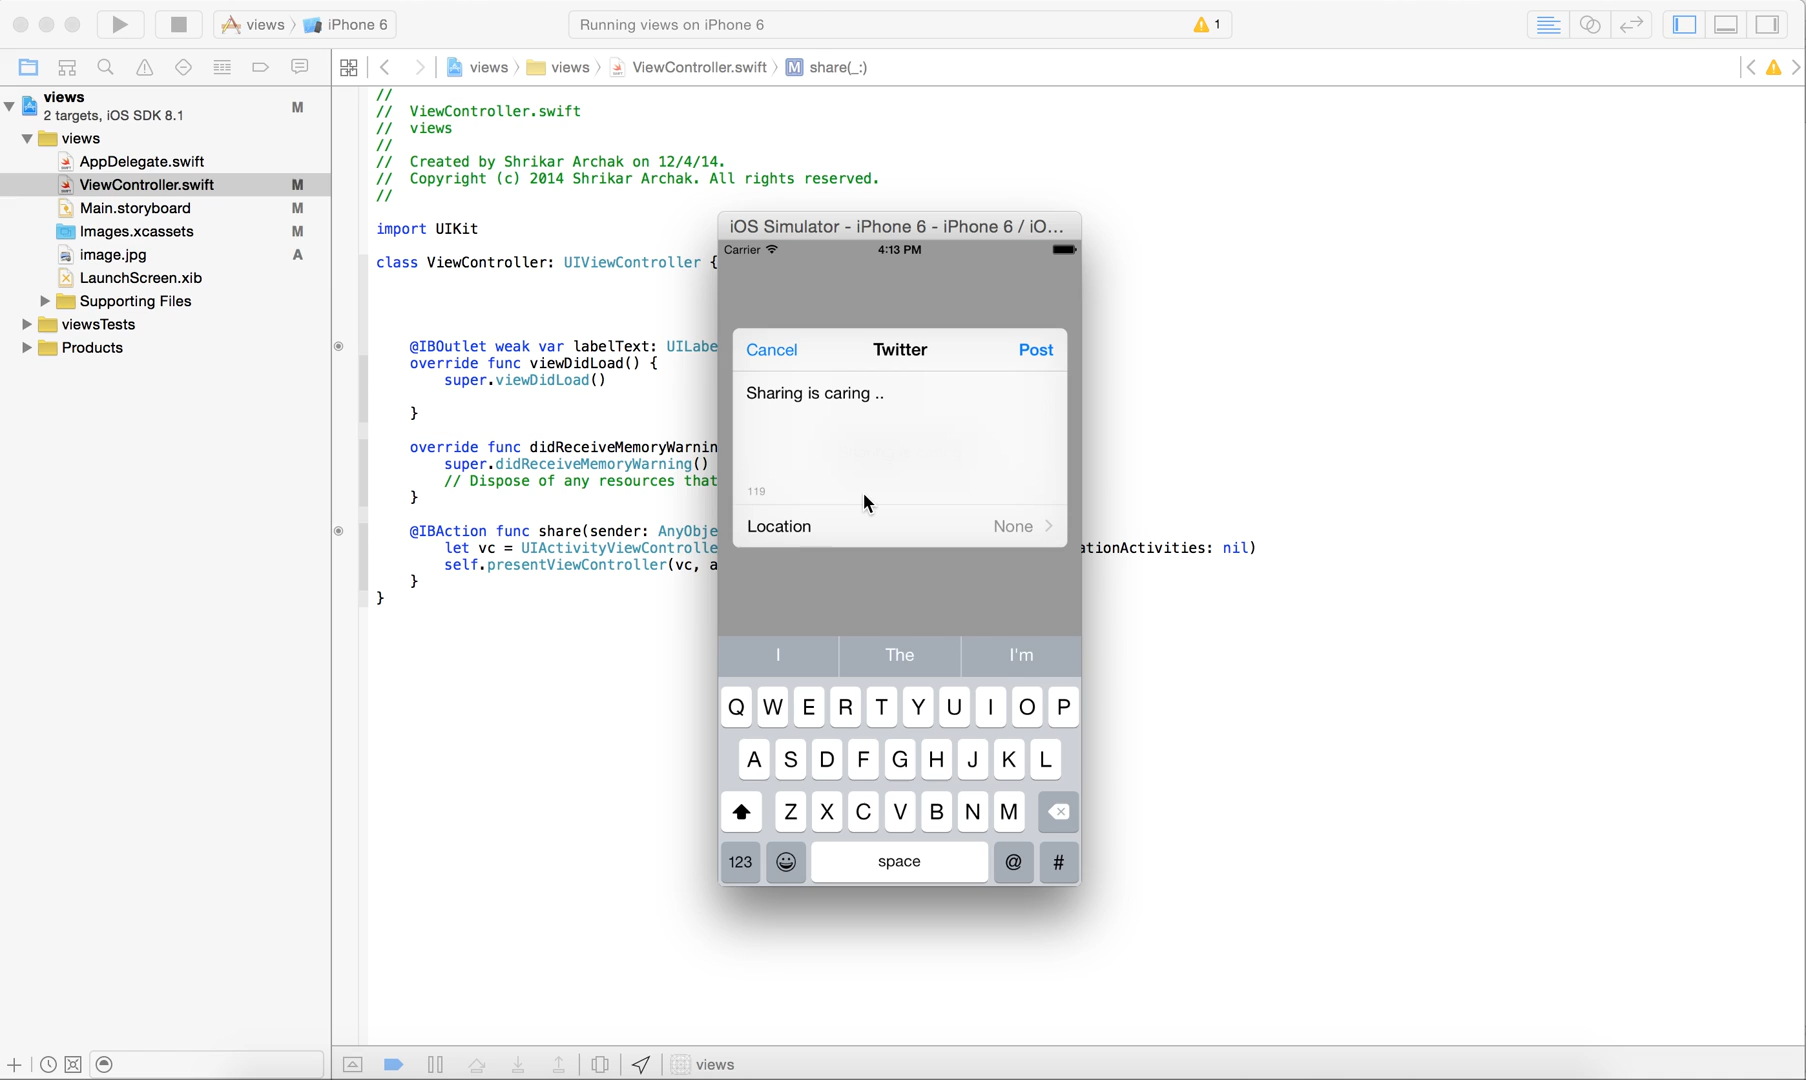 views
iPhone 6
Running views on iPhone 6
1
views
views
ViewController.swift
M
share(_:)
views
2 targets, iOS SDK 8.1
M
views
AppDelegate.swift
ViewController.swift
M
Main.storyboard
M
Images.xcassets
M
image.jpg
A
LaunchScreen.xib
Supporting Files
viewsTests
Products
//
// ViewController.swift
// views
//
// Created by Shrikar Archak on 12/4/14.
// Copyright (c) 2014 Shrikar Archak. All rights reserved.
//
import UIKit
class ViewController: UIViewController {
@IBOutlet weak var labelText: UILabe
override func viewDidLoad() {
super.viewDidLoad()
}
override func didReceiveMemoryWarnin
super.didReceiveMemoryWarning()
// Dispose of any resources that
}
@IBAction func share(sender: AnyObje
let vc = UIActivityViewControlle
ationActivities: nil)
self.presentViewController(vc, a
}
}
iOS Simulator - iPhone 6 - iPhone 6 / iO...
Carrier
4:13 PM
Cancel
Twitter
Post
Sharing is caring ..
119
Location
None
I
The
I'm
Q W E R T Y U I O P
A S D F G H J K L
Z X C V B N M
123
space
@
#
views